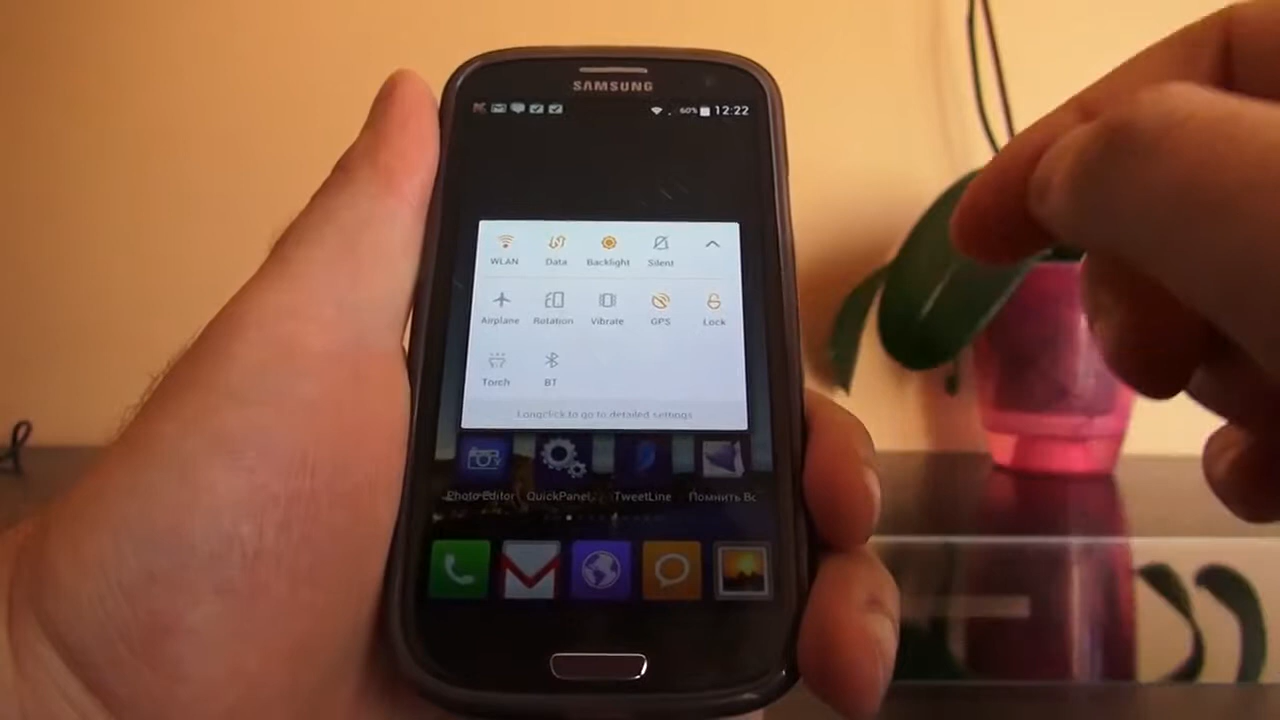 SAMSUNG
60% 12:22
WLAN Data Backlight Silent
Airplane Rotation Vibrate GPS Lock
Torch BT
Longclick to go to detailed settings
Photo Editor QuickPanel.. TweetLine Помнить Вс